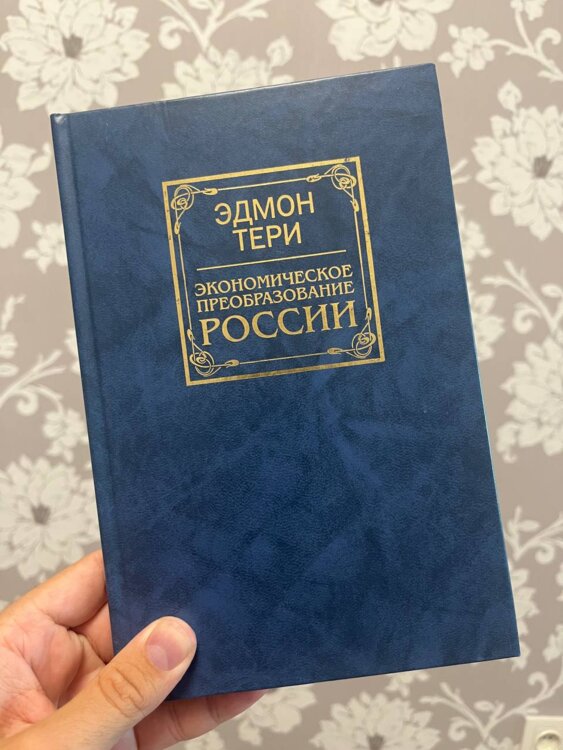 ЭДМОН
ТЕРИ
ЭКОНОМИЧЕСКОЕ
ПРЕОБРАЗОВАНИЕ
РОССИИ